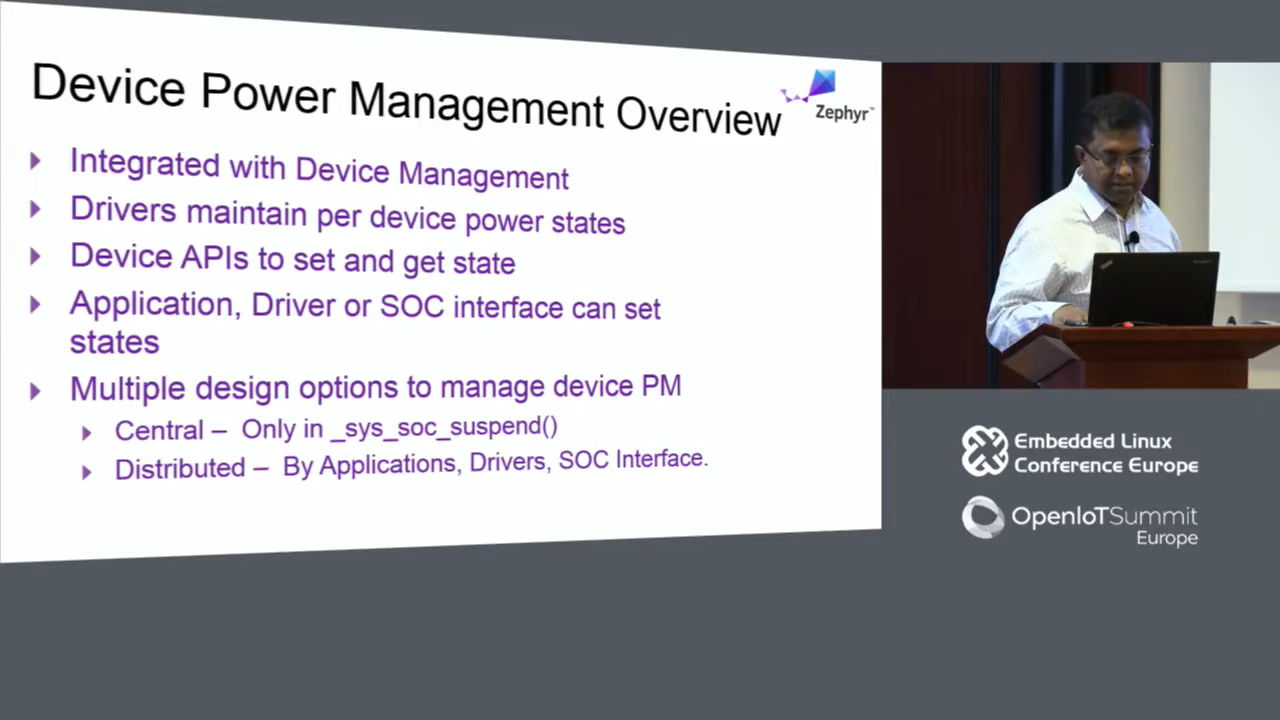 Device Power Management Overview
Zephyr™
Integrated with Device Management
Drivers maintain per device power states
Device APIs to set and get state
Application, Driver or SOC interface can set
states
Multiple design options to manage device PM
Central – Only in _sys_soc_suspend()
Distributed – By Applications, Drivers, SOC Interface.
Embedded Linux
Conference Europe
OpenIoTSummit
Europe